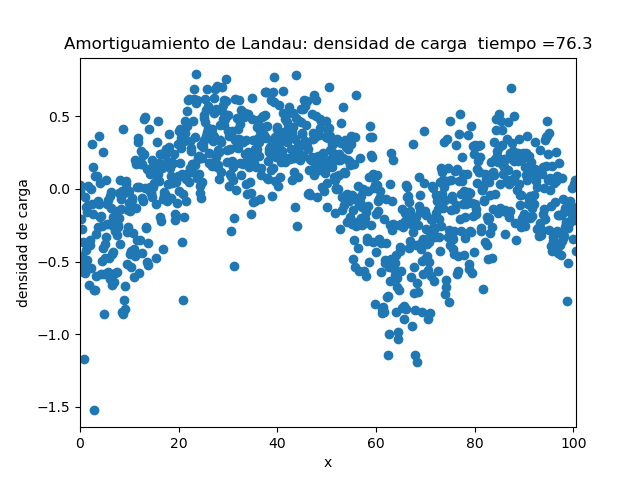 Amortiguamiento de Landau: densidad de carga  tiempo =76.3
0.5
0.0
−0.5
−1.0
−1.5
densidad de carga
0 20 40 60 80 100
x